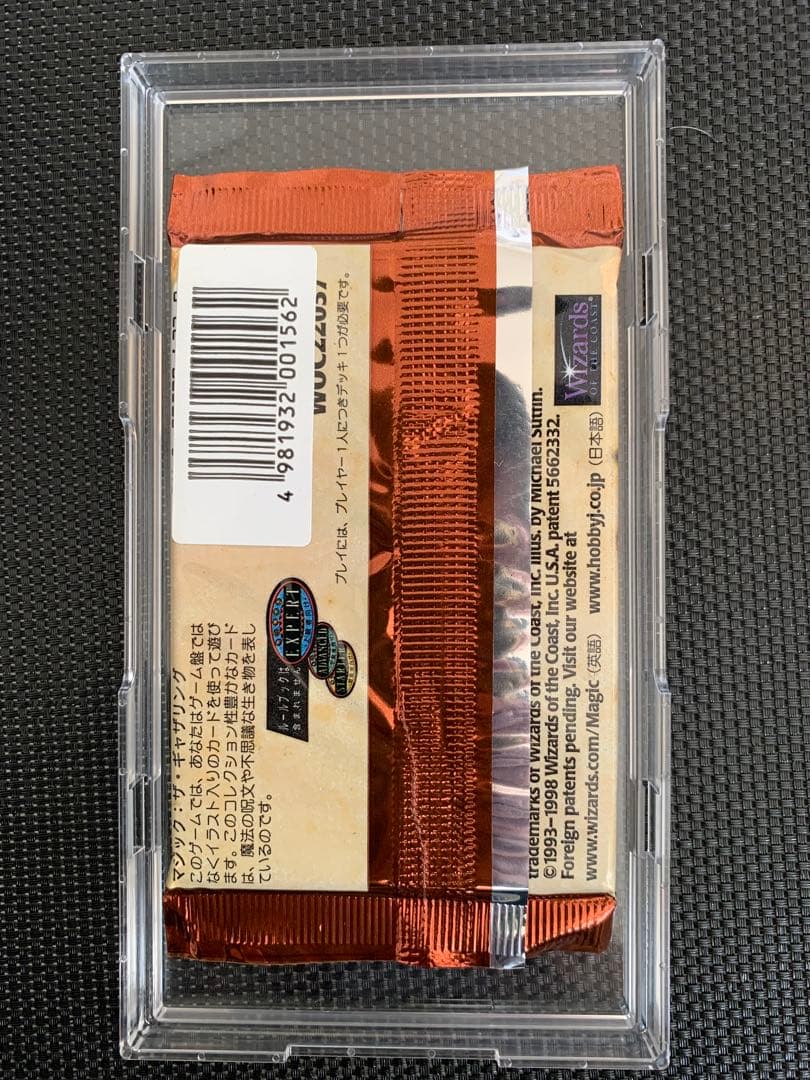 マジック：ザ・ギャザリング
このゲームでは、あなたはゲーム盤では
なくイラスト入りのカードを使って遊び
ます。このコレクション性豊かなカード
は、魔法の呪文や不思議な生き物を表し
ているのです。
ルールブックは
含まれません
EXPERT
STARTER
プレイには、プレイヤー1人につきデッキ1つが必要です。
4 981932 001562
trademarks of Wizards of the Coast, Inc. Illus. by Michael Sutfin.
©1993–1998 Wizards of the Coast, Inc. U.S.A. patent 5662332.
Foreign patents pending. Visit our website at
www.wizards.com/Magic（英語） www.hobbyj.co.jp（日本語）
Wizards
OF THE COAST®